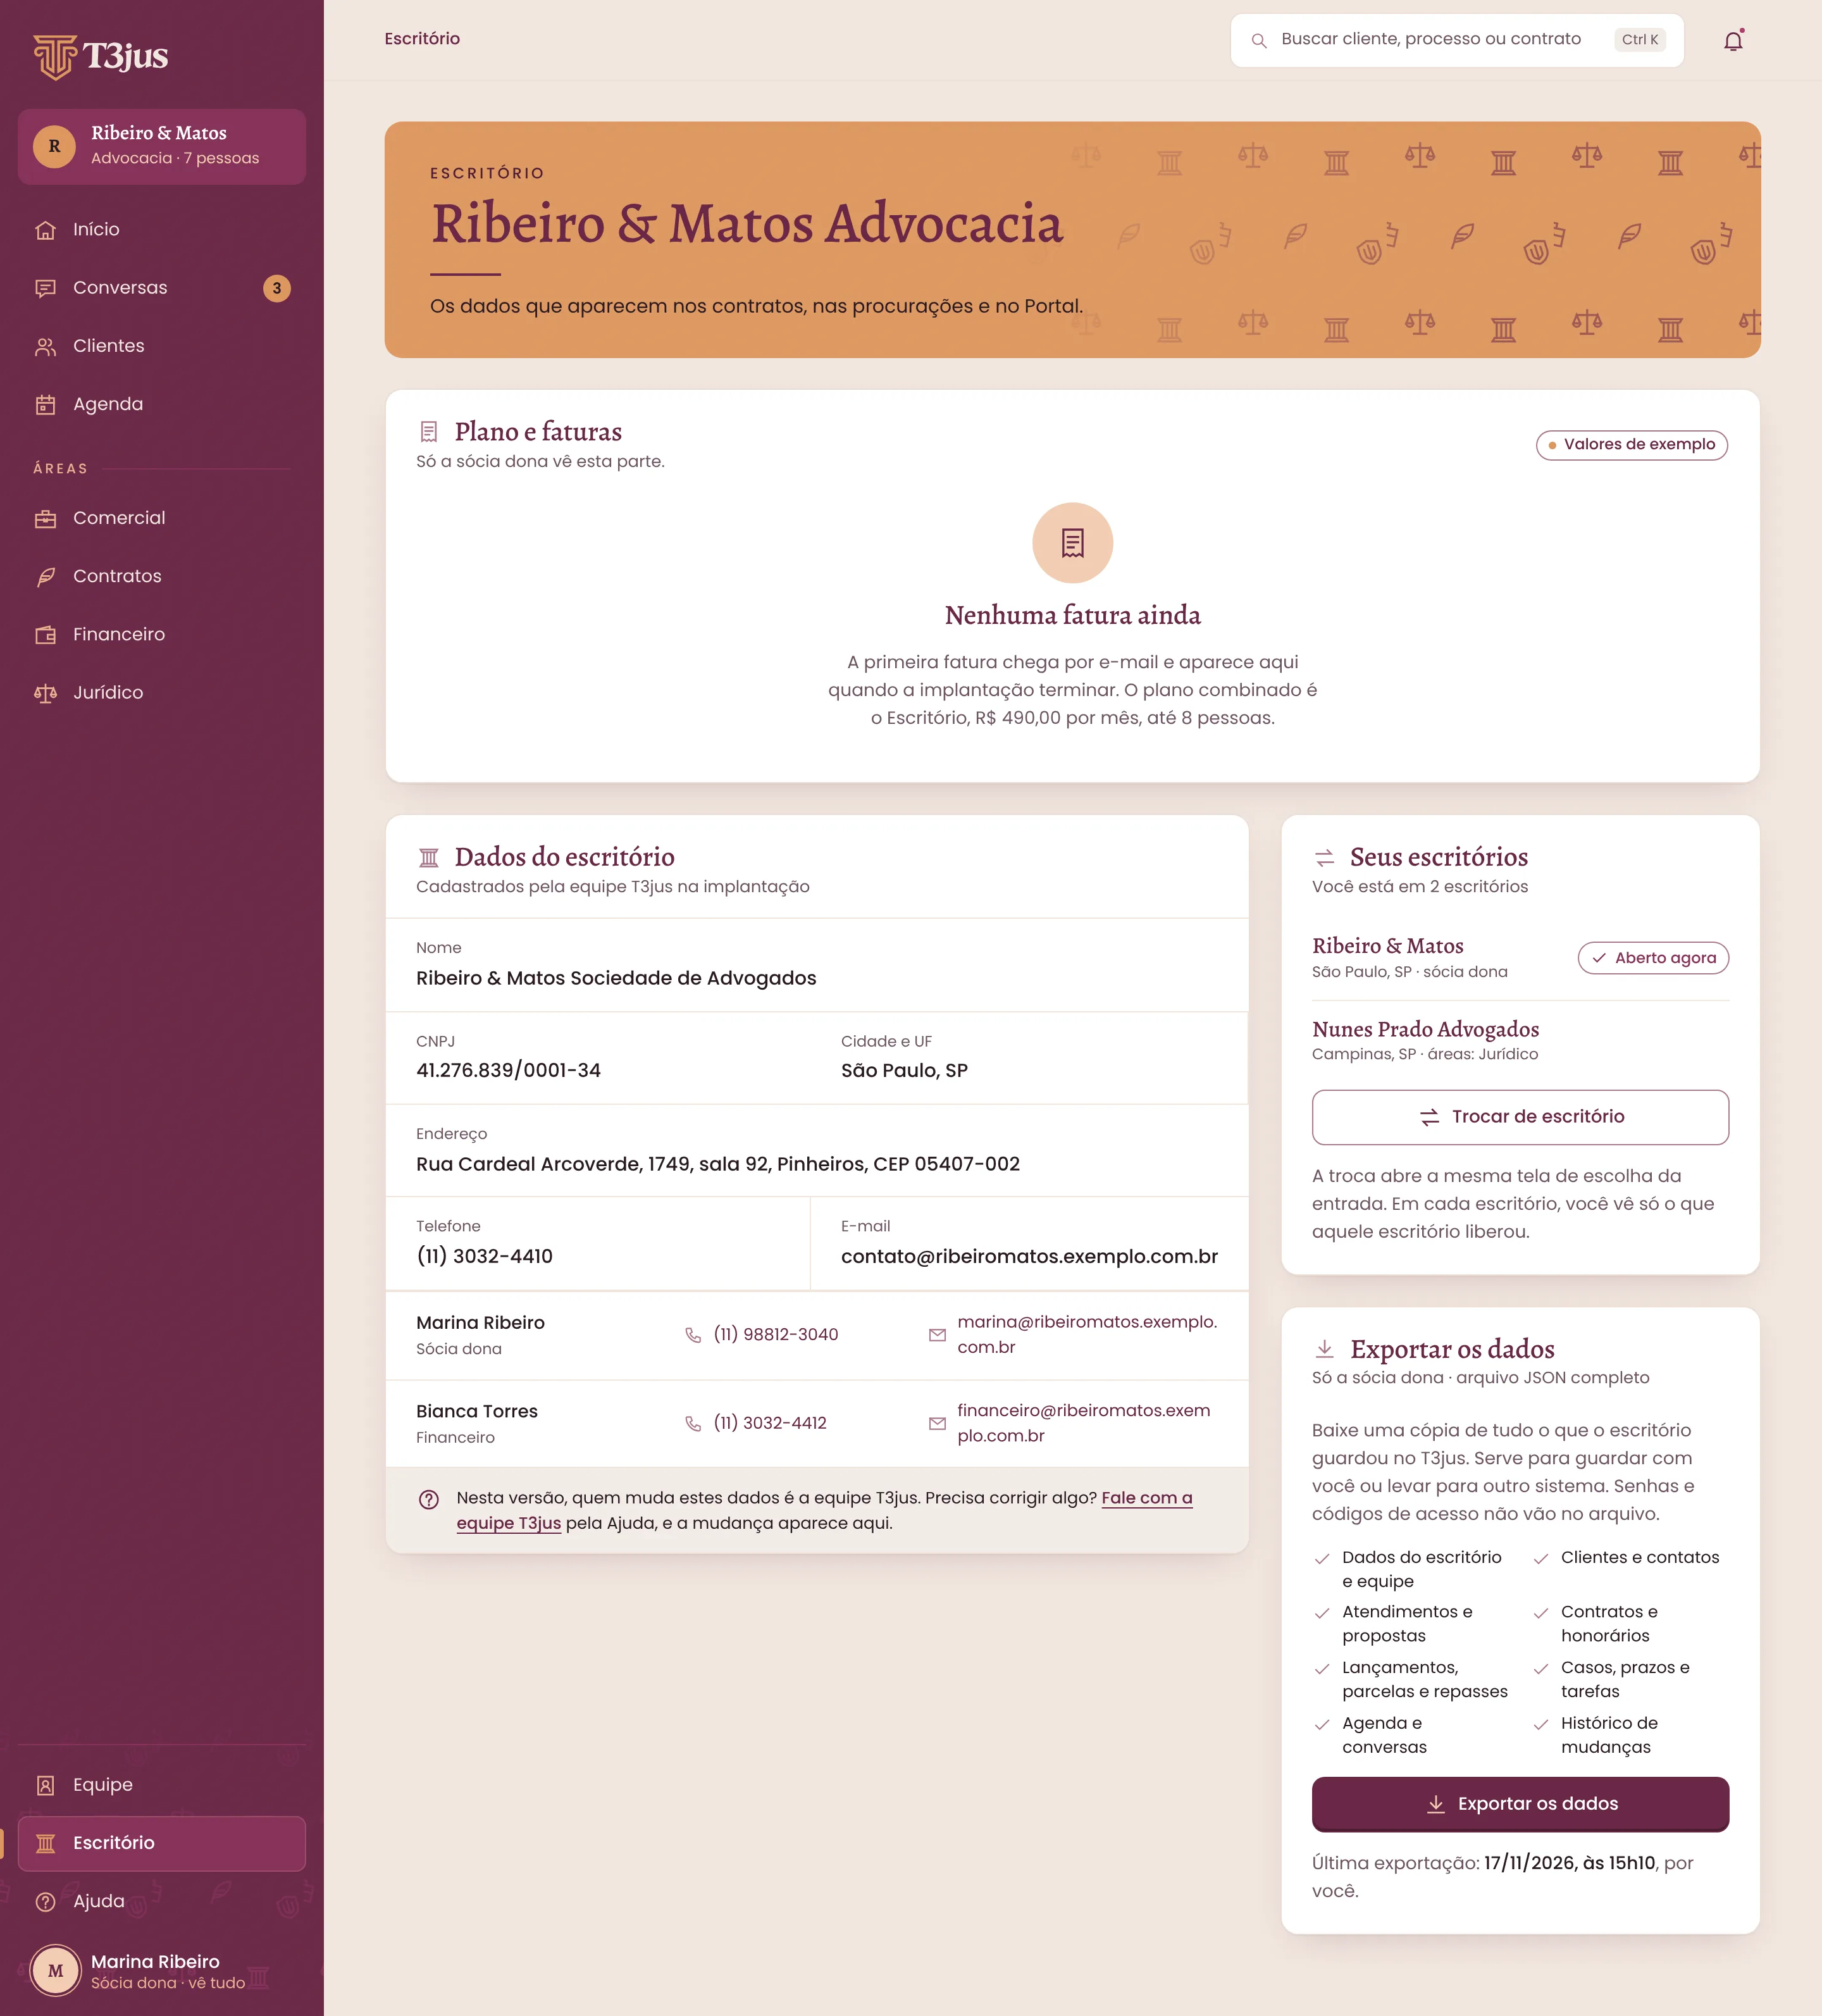 T3jus
R
Ribeiro & Matos
Advocacia · 7 pessoas
Início
Conversas
3
Clientes
Agenda
ÁREAS
Comercial
Contratos
Financeiro
Jurídico
Equipe
Escritório
Ajuda
M
Marina Ribeiro
Sócia dona · vê tudo
Escritório
Buscar cliente, processo ou contrato
Ctrl K
ESCRITÓRIO
Ribeiro & Matos Advocacia
Os dados que aparecem nos contratos, nas procurações e no Portal.
Plano e faturas
Só a sócia dona vê esta parte.
Valores de exemplo
Nenhuma fatura ainda
A primeira fatura chega por e-mail e aparece aqui
quando a implantação terminar. O plano combinado é
o Escritório, R$ 490,00 por mês, até 8 pessoas.
Dados do escritório
Cadastrados pela equipe T3jus na implantação
Nome
Ribeiro & Matos Sociedade de Advogados
CNPJ
41.276.839/0001-34
Cidade e UF
São Paulo, SP
Endereço
Rua Cardeal Arcoverde, 1749, sala 92, Pinheiros, CEP 05407-002
Telefone
(11) 3032-4410
E-mail
contato@ribeiromatos.exemplo.com.br
Marina Ribeiro
Sócia dona
(11) 98812-3040
marina@ribeiromatos.exemplo.
com.br
Bianca Torres
Financeiro
(11) 3032-4412
financeiro@ribeiromatos.exem
plo.com.br
Nesta versão, quem muda estes dados é a equipe T3jus. Precisa corrigir algo? Fale com a
equipe T3jus pela Ajuda, e a mudança aparece aqui.
Seus escritórios
Você está em 2 escritórios
Ribeiro & Matos
São Paulo, SP · sócia dona
Aberto agora
Nunes Prado Advogados
Campinas, SP · áreas: Jurídico
Trocar de escritório
A troca abre a mesma tela de escolha da
entrada. Em cada escritório, você vê só o que
aquele escritório liberou.
Exportar os dados
Só a sócia dona · arquivo JSON completo
Baixe uma cópia de tudo o que o escritório
guardou no T3jus. Serve para guardar com
você ou levar para outro sistema. Senhas e
códigos de acesso não vão no arquivo.
Dados do escritório
e equipe
Clientes e contatos
Atendimentos e
propostas
Contratos e
honorários
Lançamentos,
parcelas e repasses
Casos, prazos e
tarefas
Agenda e
conversas
Histórico de
mudanças
Exportar os dados
Última exportação: 17/11/2026, às 15h10, por
você.